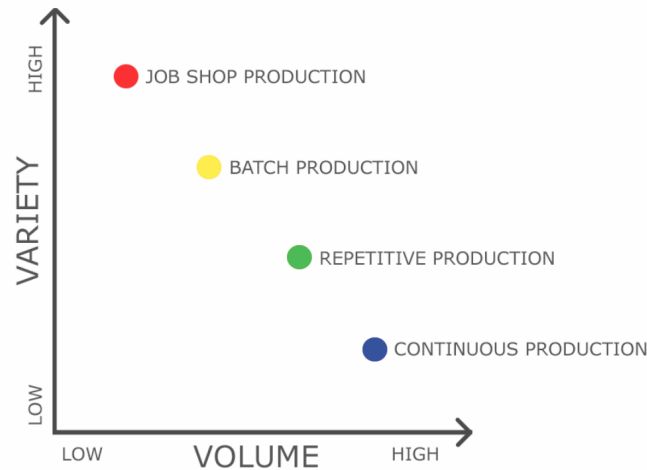 HIGH
JOB SHOP PRODUCTION
BATCH PRODUCTION
VARIETY
REPETITIVE PRODUCTION
CONTINUOUS PRODUCTION
LOW
LOW
VOLUME
HIGH